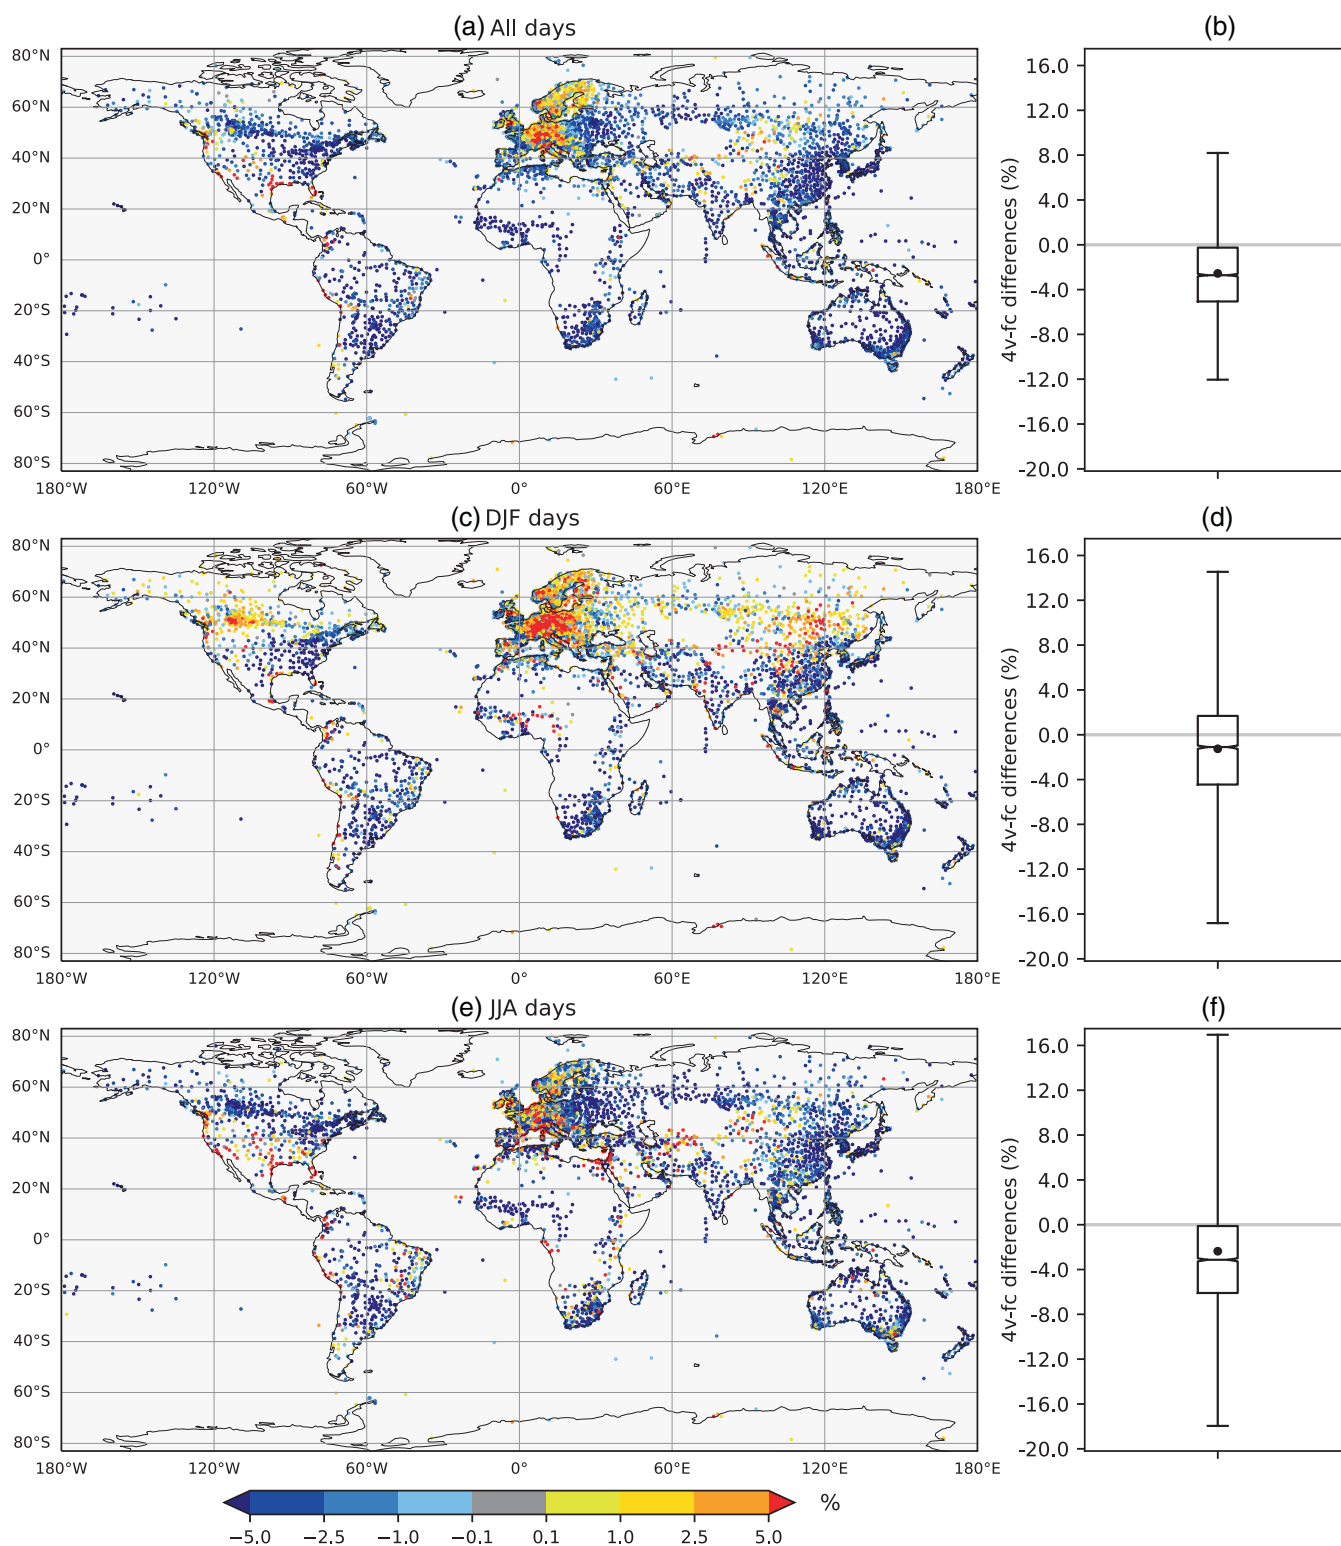 (a) All days
(b)
80°N
60°N
40°N
20°N
0°
20°S
40°S
60°S
80°S
180°W
120°W
60°W
0°
60°E
120°E
180°E
4v-fc differences (%)
16.0
12.0
8.0
4.0
0.0
-4.0
-8.0
-12.0
-16.0
-20.0
(c) DJF days
(d)
80°N
60°N
40°N
20°N
0°
20°S
40°S
60°S
80°S
180°W
120°W
60°W
0°
60°E
120°E
180°E
4v-fc differences (%)
16.0
12.0
8.0
4.0
0.0
-4.0
-8.0
-12.0
-16.0
-20.0
(e) JJA days
(f)
80°N
60°N
40°N
20°N
0°
20°S
40°S
60°S
80°S
180°W
120°W
60°W
0°
60°E
120°E
180°E
4v-fc differences (%)
16.0
12.0
8.0
4.0
0.0
-4.0
-8.0
-12.0
-16.0
-20.0
%
−5.0 −2.5 −1.0 −0.1 0.1 1.0 2.5 5.0